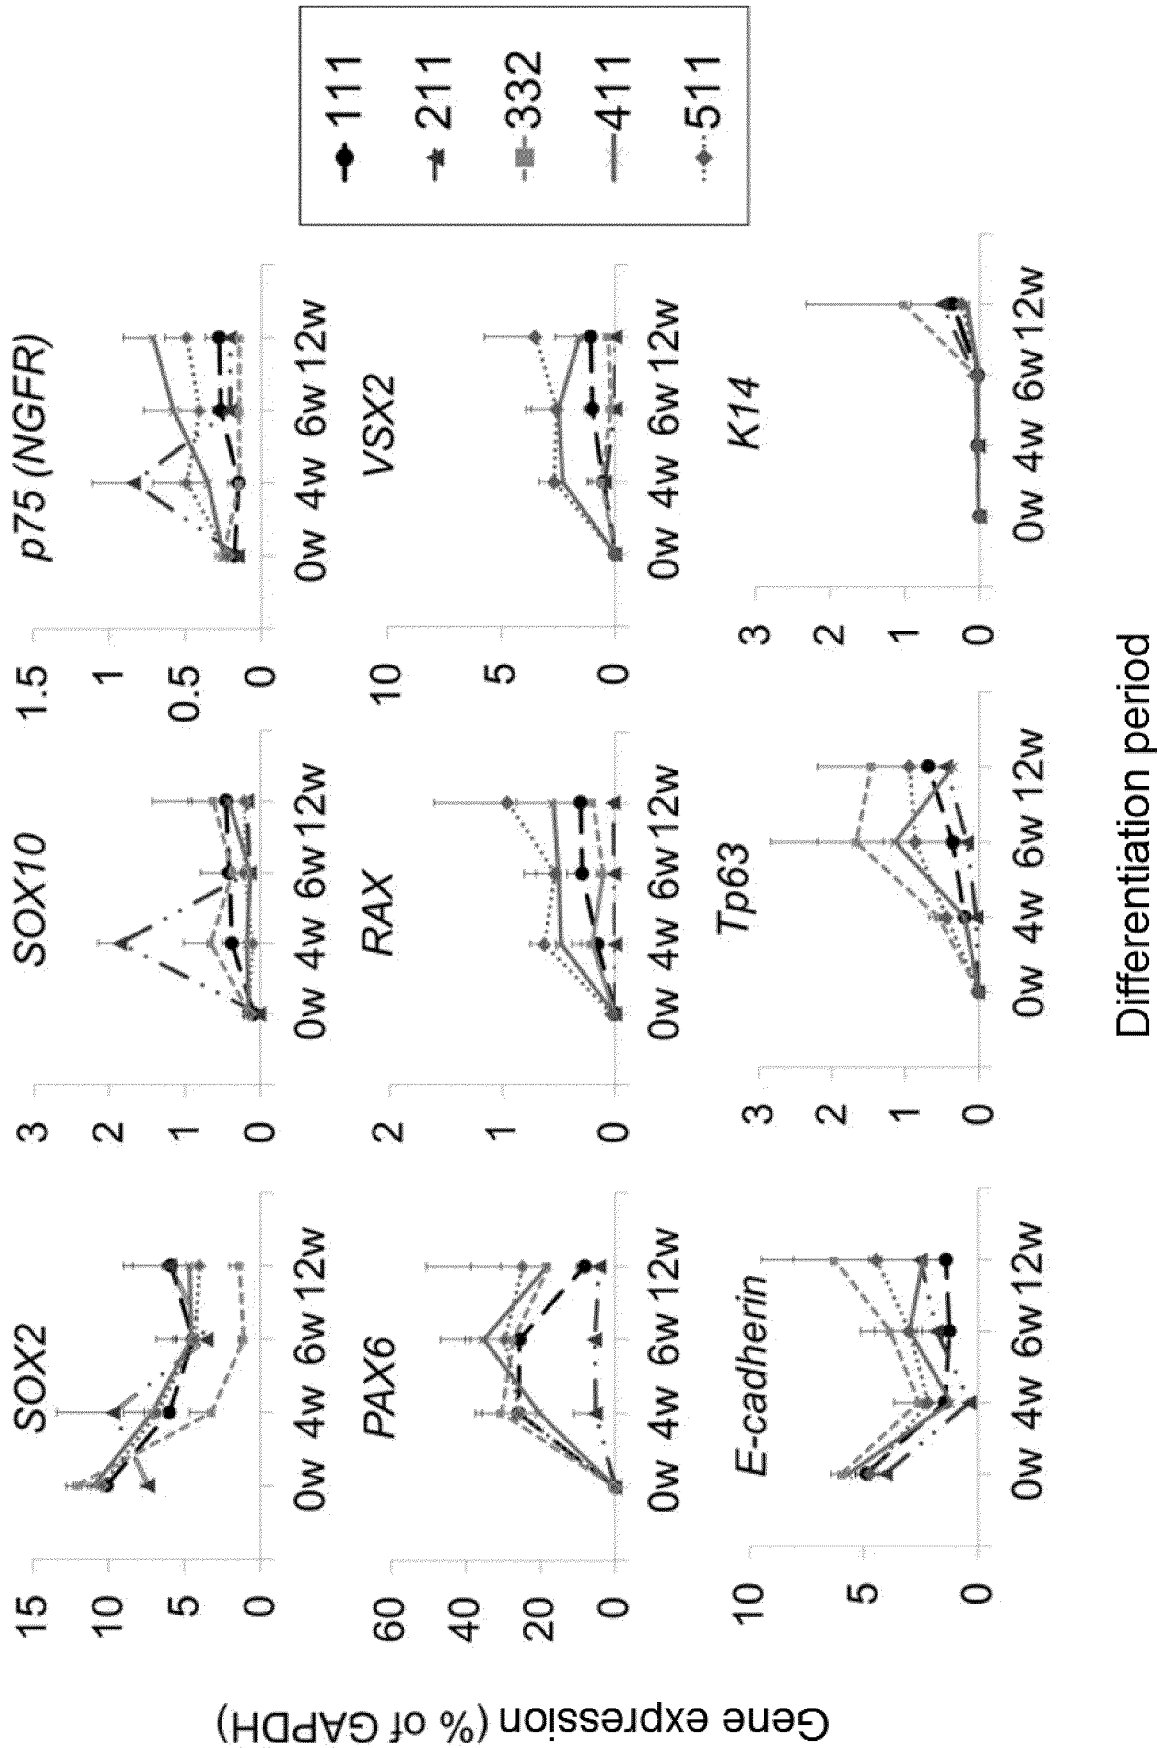 Gene expression (% of GAPDH)
SOX2
15
10
5
0
0w 4w 6w 12w
SOX10
3
2
1
0
0w 4w 6w 12w
p75 (NGFR)
1.5
1
0.5
0
0w 4w 6w 12w
PAX6
60
40
20
0
0w 4w 6w 12w
RAX
2
1
0
0w 4w 6w 12w
VSX2
10
5
0
0w 4w 6w 12w
E-cadherin
10
5
0
0w 4w 6w 12w
Tp63
3
2
1
0
0w 4w 6w 12w
K14
3
2
1
0
0w 4w 6w 12w
111
211
332
411
511
Differentiation period